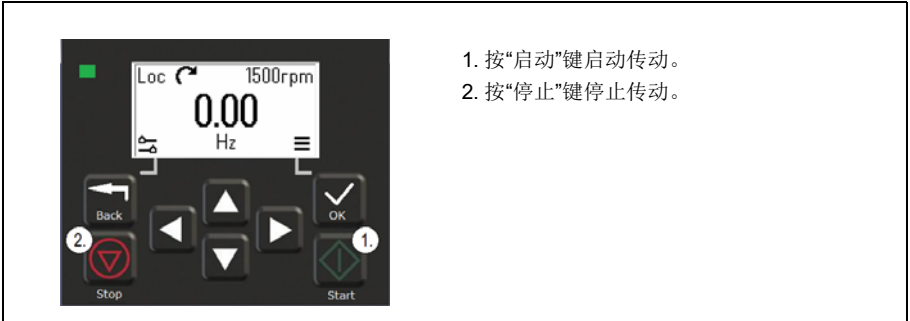 Loc 1500rpm
0.00
Hz
Back
OK
2.
1.
Stop
Start
1. 按“启动”键启动传动。
2. 按“停止”键停止传动。